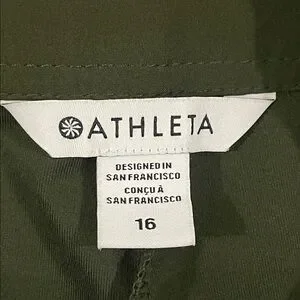 ATHLETA
DESIGNED IN
SAN FRANCISCO
CONÇU À
SAN FRANCISCO
16